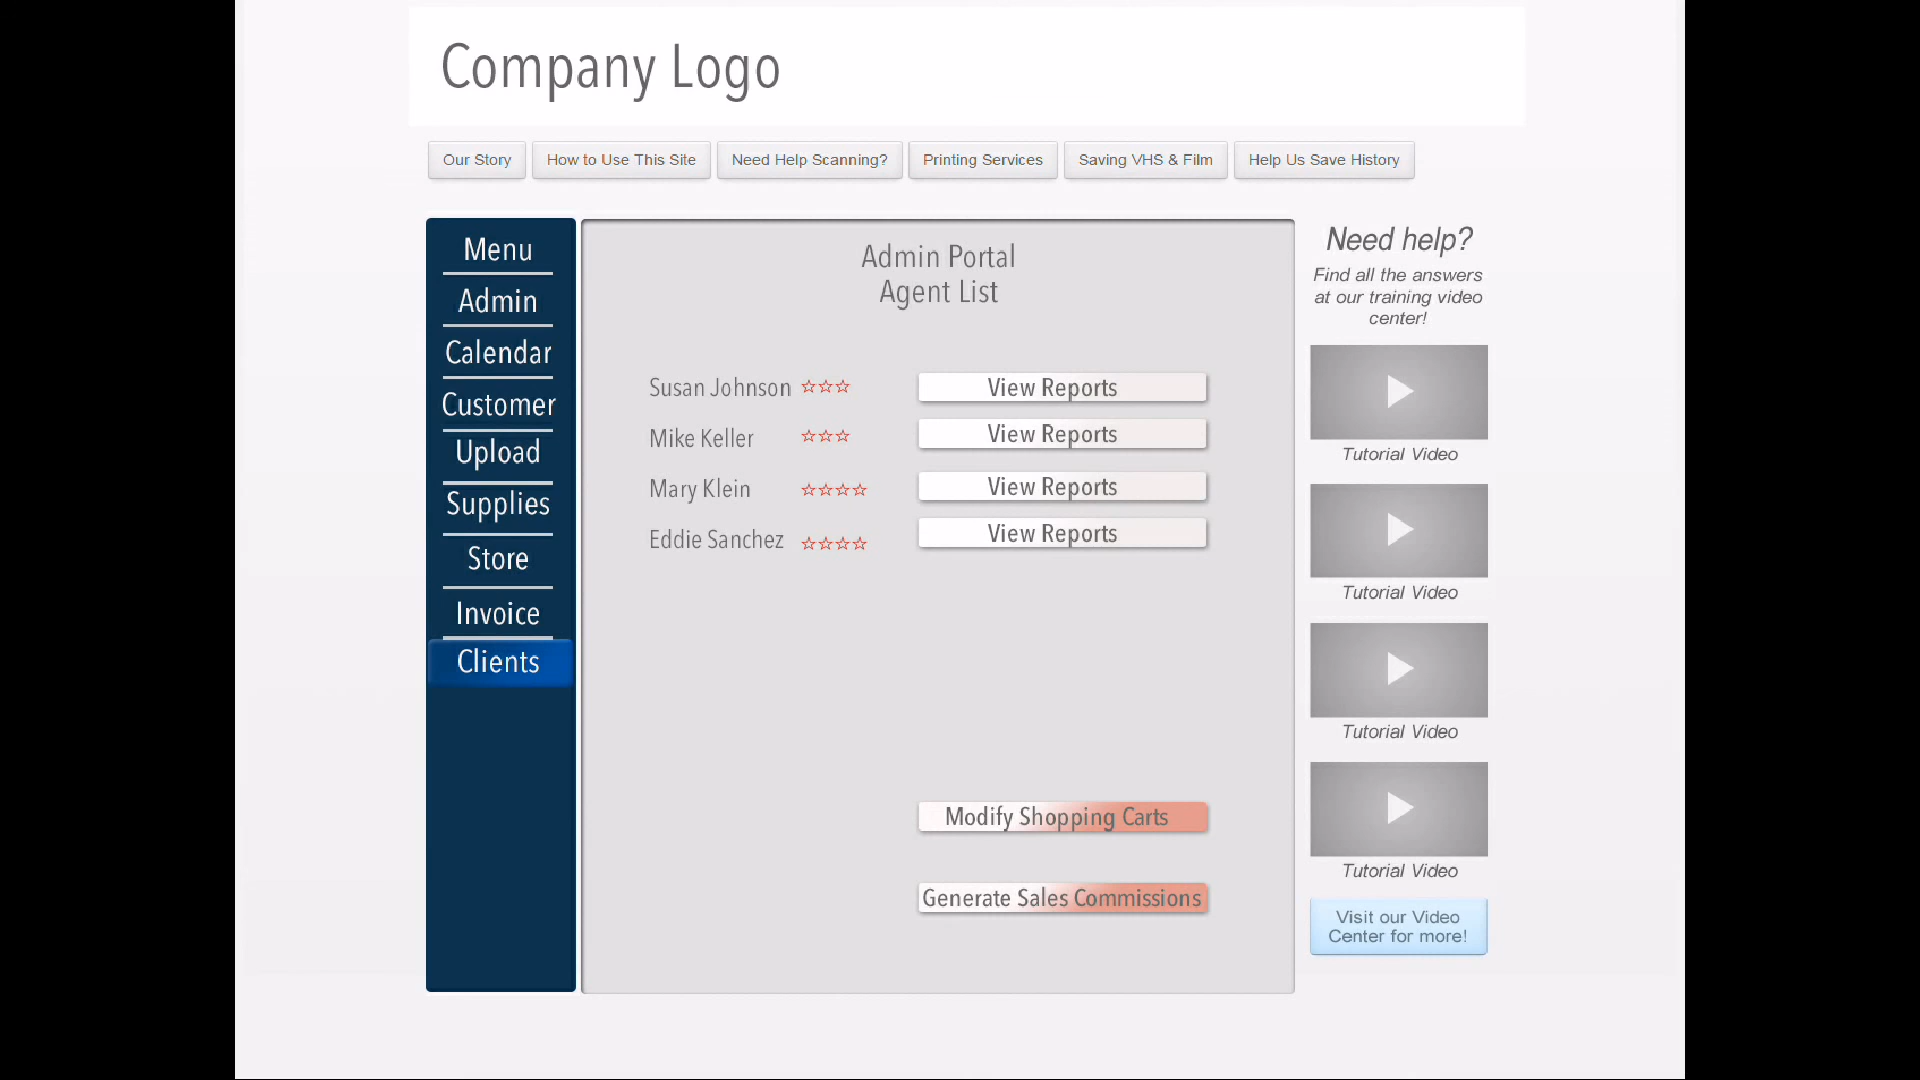 Company Logo
Our Story
How to Use This Site
Need Help Scanning?
Printing Services
Saving VHS & Film
Help Us Save History
Menu
Admin
Calendar
Customer
Upload
Supplies
Store
Invoice
Clients
Admin Portal
Agent List
Susan Johnson ☆☆☆ View Reports
Mike Keller ☆☆☆ View Reports
Mary Klein ☆☆☆☆ View Reports
Eddie Sanchez ☆☆☆☆ View Reports
Modify Shopping Carts
Generate Sales Commissions
Need help?
Find all the answers
at our training video
center!
Tutorial Video
Tutorial Video
Tutorial Video
Tutorial Video
Visit our Video
Center for more!